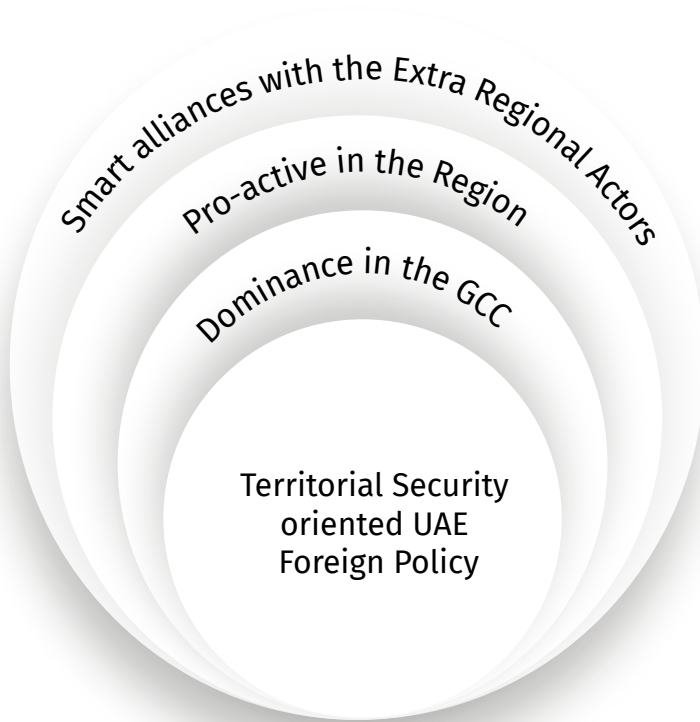 Smart alliances with the Extra Regional Actors
Pro-active in the Region
Dominance in the GCC
Territorial Security
oriented UAE
Foreign Policy